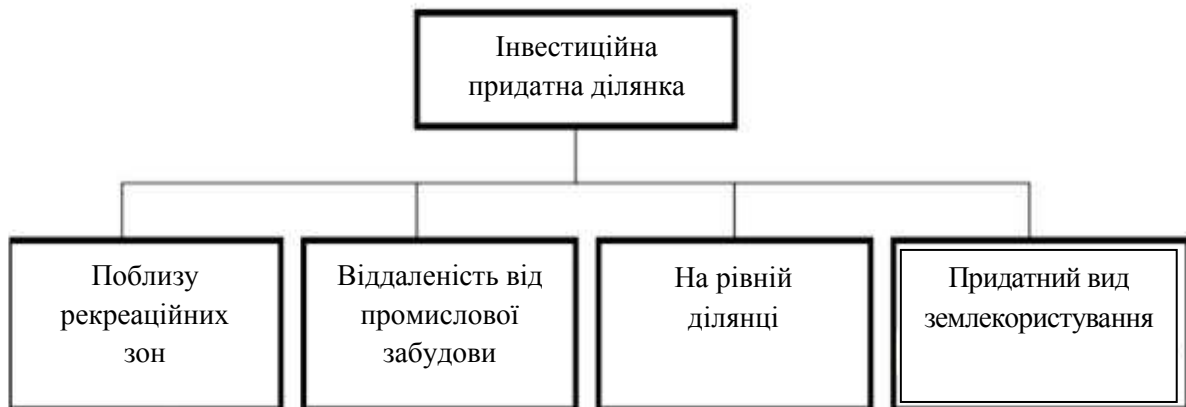 Інвестиційна
придатна ділянка
Поблизу
рекреаційних
зон
Віддаленість від
промислової
забудови
На рівній
ділянці
Придатний вид
землекористування